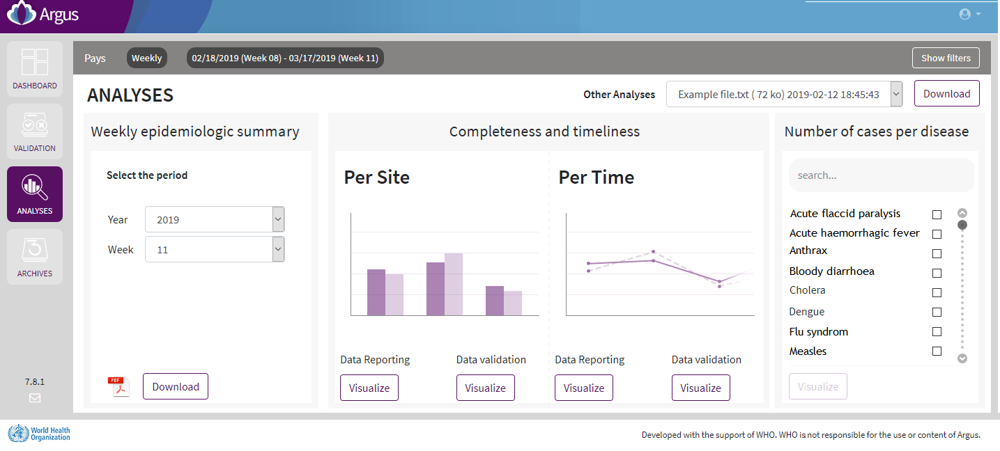 Argus
DASHBOARD
VALIDATION
ANALYSES
ARCHIVES
7.8.1
Pays
Weekly
02/18/2019 (Week 08) - 03/17/2019 (Week 11)
Show filters
ANALYSES
Other Analyses
Example file.txt ( 72 ko) 2019-02-12 18:45:43
Download
Weekly epidemiologic summary
Select the period
Year
2019
Week
11
PDF
Download
Completeness and timeliness
Per Site
Data Reporting
Visualize
Data validation
Visualize
Per Time
Data Reporting
Visualize
Data validation
Visualize
Number of cases per disease
search...
Acute flaccid paralysis
Acute haemorrhagic fever
Anthrax
Bloody diarrhoea
Cholera
Dengue
Flu syndrom
Measles
Visualize
World Health
Organization
Developed with the support of WHO. WHO is not responsible for the use or content of Argus.